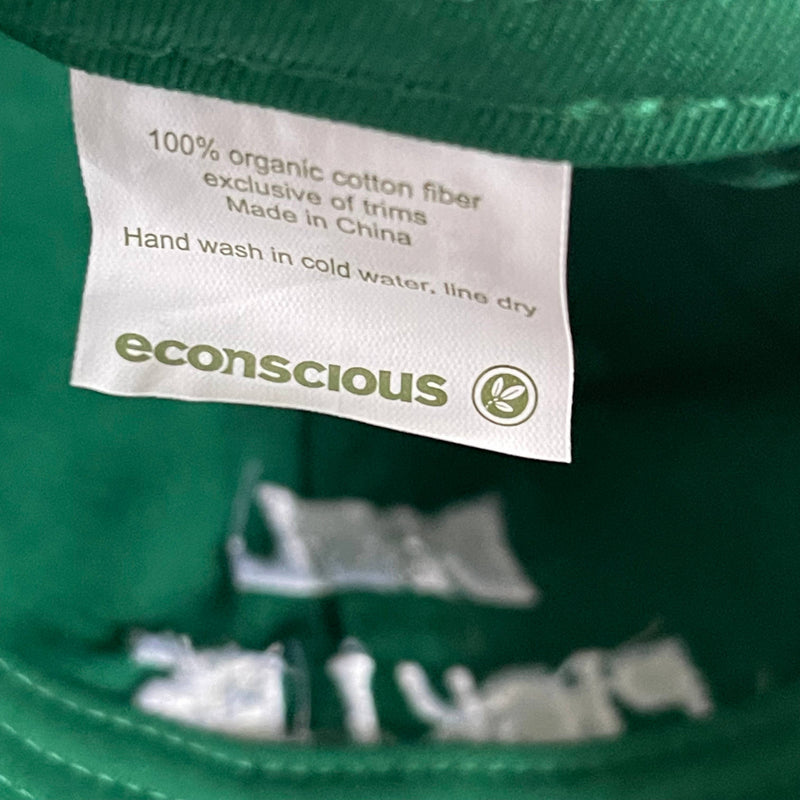 100% organic cotton fiber
exclusive of trims
Made in China
Hand wash in cold water, line dry
econscious